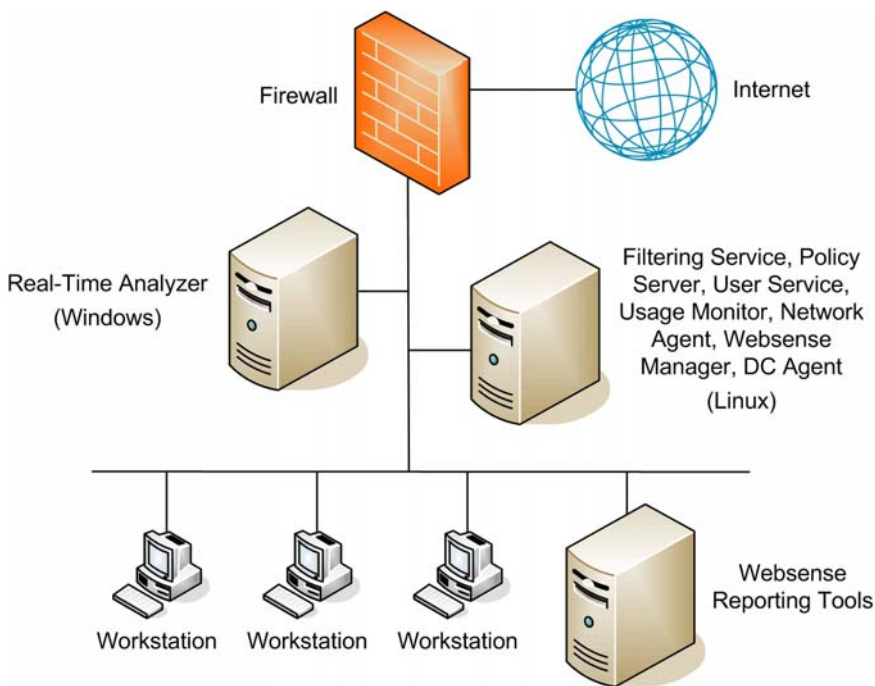 Firewall
Internet
Real-Time Analyzer
(Windows)
Filtering Service, Policy
Server, User Service,
Usage Monitor, Network
Agent, Websense
Manager, DC Agent
(Linux)
Workstation
Workstation
Workstation
Websense
Reporting Tools